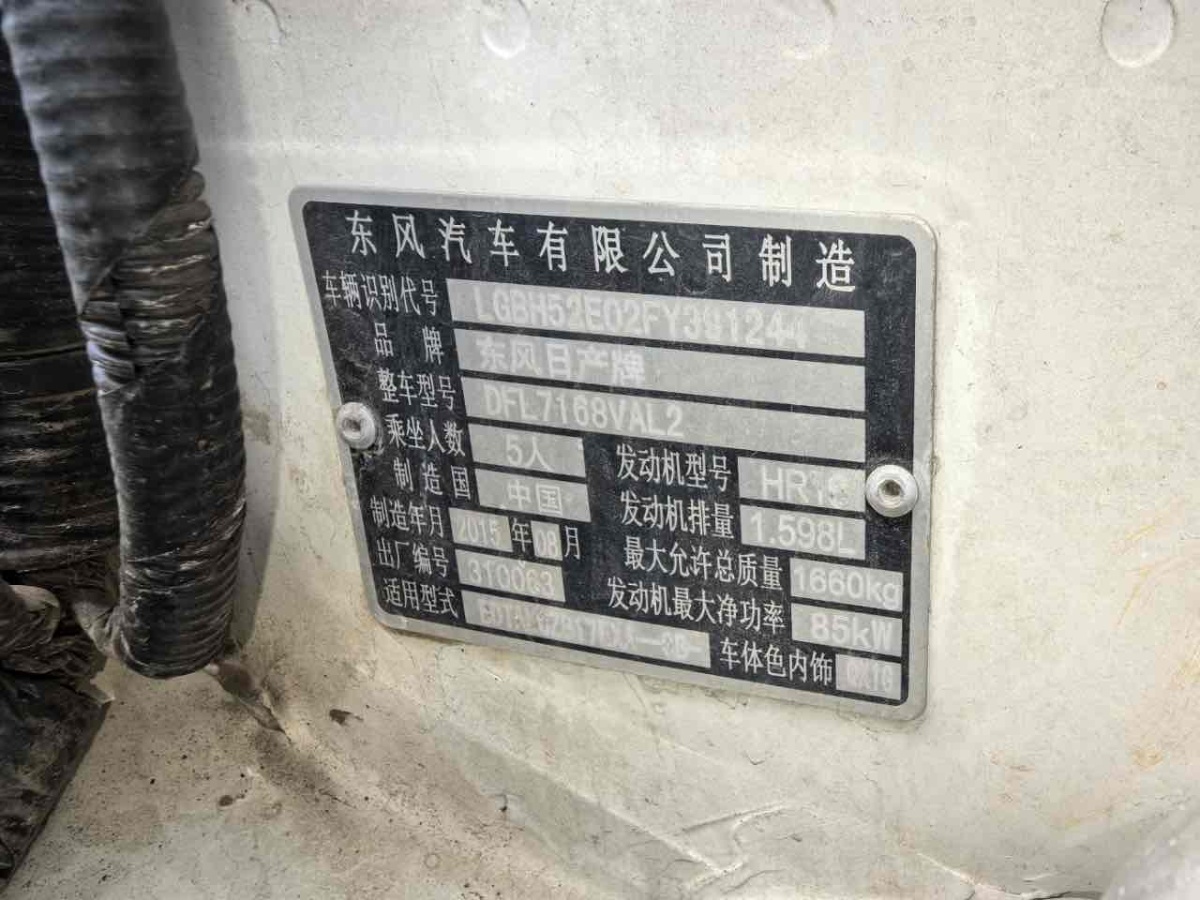 东风汽车有限公司制造
车辆识别代号 LGBH52E02FY391244
品牌 东风日产牌
整车型号 DFL7168VAL2
乘坐人数 5人 发动机型号 HR16
制造国 中国 发动机排量 1.598L
制造年月 2015年08月 最大允许总质量 1660kg
出厂编号 310063 发动机最大净功率 85kW
适用型式 车体色内饰